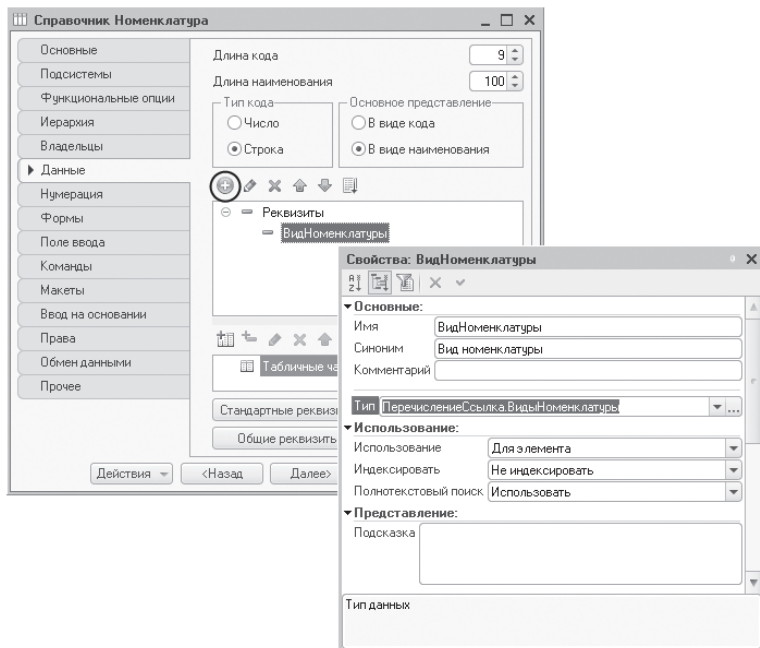 Справочник Номенклатура
Основные
Подсистемы
Функциональные опции
Иерархия
Владельцы
Данные
Нумерация
Формы
Поле ввода
Команды
Макеты
Ввод на основании
Права
Обмен данными
Прочее
Длина кода 9
Длина наименования 100
Тип кода
Число
Строка
Основное представление
В виде кода
В виде наименования
Реквизиты
ВидНоменклатуры
Табличные ча
Стандартные реквизи
Общие реквизиты
Действия
<Назад
Далее>
Свойства: ВидНоменклатуры
Основные:
Имя ВидНоменклатуры
Синоним Вид номенклатуры
Комментарий
Тип ПеречислениеСсылка.ВидыНоменклатуры
Использование:
Использование Для элемента
Индексировать Не индексировать
Полнотекстовый поиск Использовать
Представление:
Подсказка
Тип данных